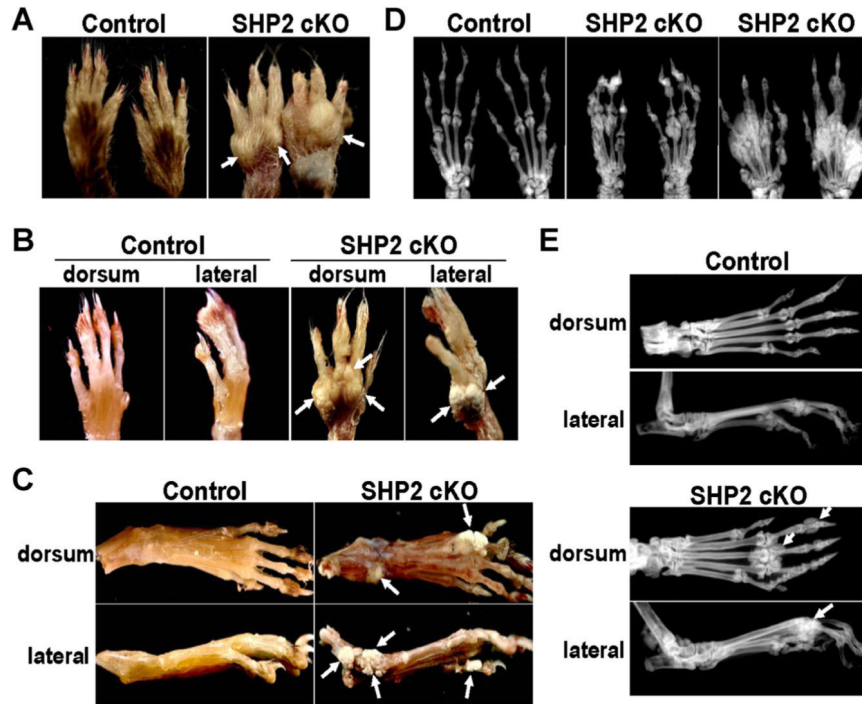 A
Control
SHP2 cKO
B
Control
SHP2 cKO
dorsum
lateral
dorsum
lateral
C
Control
SHP2 cKO
dorsum
lateral
D
Control
SHP2 cKO
SHP2 cKO
E
Control
dorsum
lateral
SHP2 cKO
dorsum
lateral